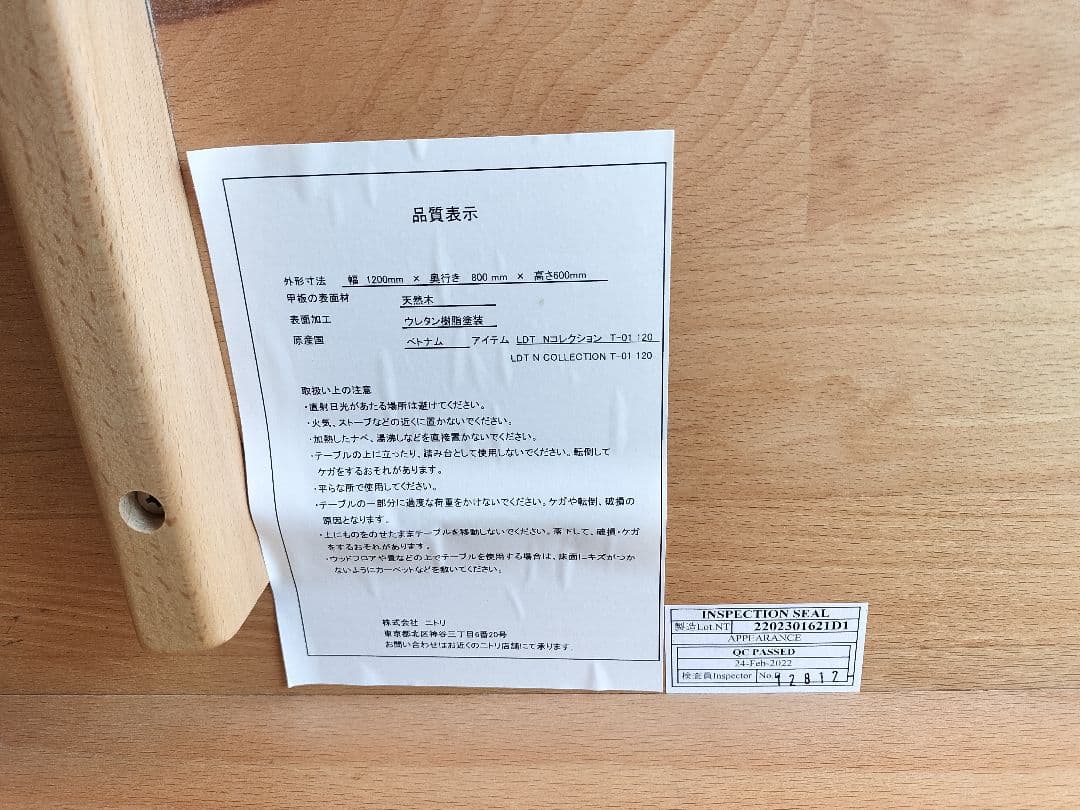 品質表示
外形寸法 幅 1200mm × 奥行き 800mm × 高さ600mm
甲板の表面材 天然木
表面加工 ウレタン樹脂塗装
原産国 ベトナム アイテム LDT Nコレクション T-01 120
LDT N COLLECTION T-01 120
取扱い上の注意
・直射日光があたる場所は避けてください。
・火気、ストーブなどの近くに置かないでください。
・加熱したナベ、湯沸しなどを直接置かないでください。
・テーブルの上に立ったり、踏み台として使用しないでください。転倒して
ケガをするおそれがあります。
・平らな所で使用してください。
・テーブルの一部分に過度な荷重をかけないでください。ケガや転倒、破損の
原因となります。
・上にものをのせたままテーブルを移動しないでください。落下して、破損・ケガ
をするおそれがあります。
・ウッドフロアや畳などの上でテーブルを使用する場合は、床面にキズがつか
ないようにカーペットなどを敷いてください。
株式会社 ニトリ
東京都北区神谷三丁目6番20号
お問い合わせはお近くのニトリ店舗にて承ります。
INSPECTION SEAL
製造Lot.NT 2202301621D1
APPEARANCE
QC PASSED
24-Feb-2022
検査員Inspector No. 12812